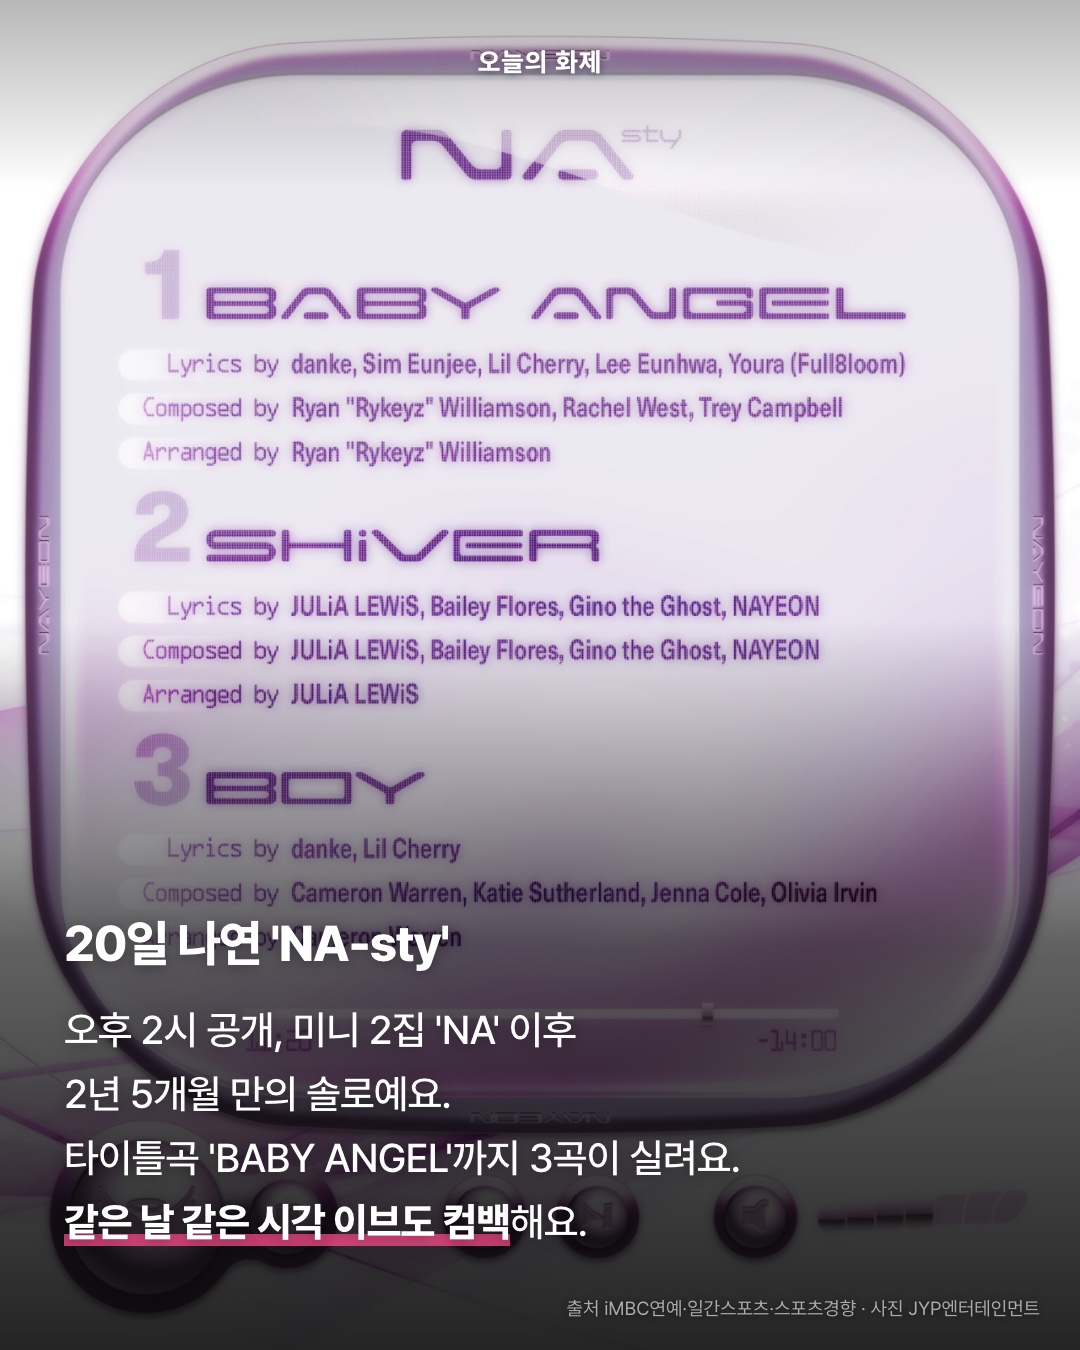 오늘의 화제
NAsty
1 BABY ANGEL
Lyrics by danke, Sim Eunjee, Lil Cherry, Lee Eunhwa, Youra (Full8loom)
Composed by Ryan "Rykeyz" Williamson, Rachel West, Trey Campbell
Arranged by Ryan "Rykeyz" Williamson
2 SHiVER
Lyrics by JULiA LEWiS, Bailey Flores, Gino the Ghost, NAYEON
Composed by JULiA LEWiS, Bailey Flores, Gino the Ghost, NAYEON
Arranged by JULiA LEWiS
NAYEON
NAYEON
3 BOY
Lyrics by danke, Lil Cherry
Composed by Cameron Warren, Katie Sutherland, Jenna Cole, Olivia Irvin
20일 나연 'NA-sty'
오후 2시 공개, 미니 2집 'NA' 이후
-14:00
2년 5개월 만의 솔로예요.
타이틀곡 'BABY ANGEL'까지 3곡이 실려요.
같은 날 같은 시각 이브도 컴백해요.
출처 iMBC연예·일간스포츠·스포츠경향 · 사진 JYP엔터테인먼트